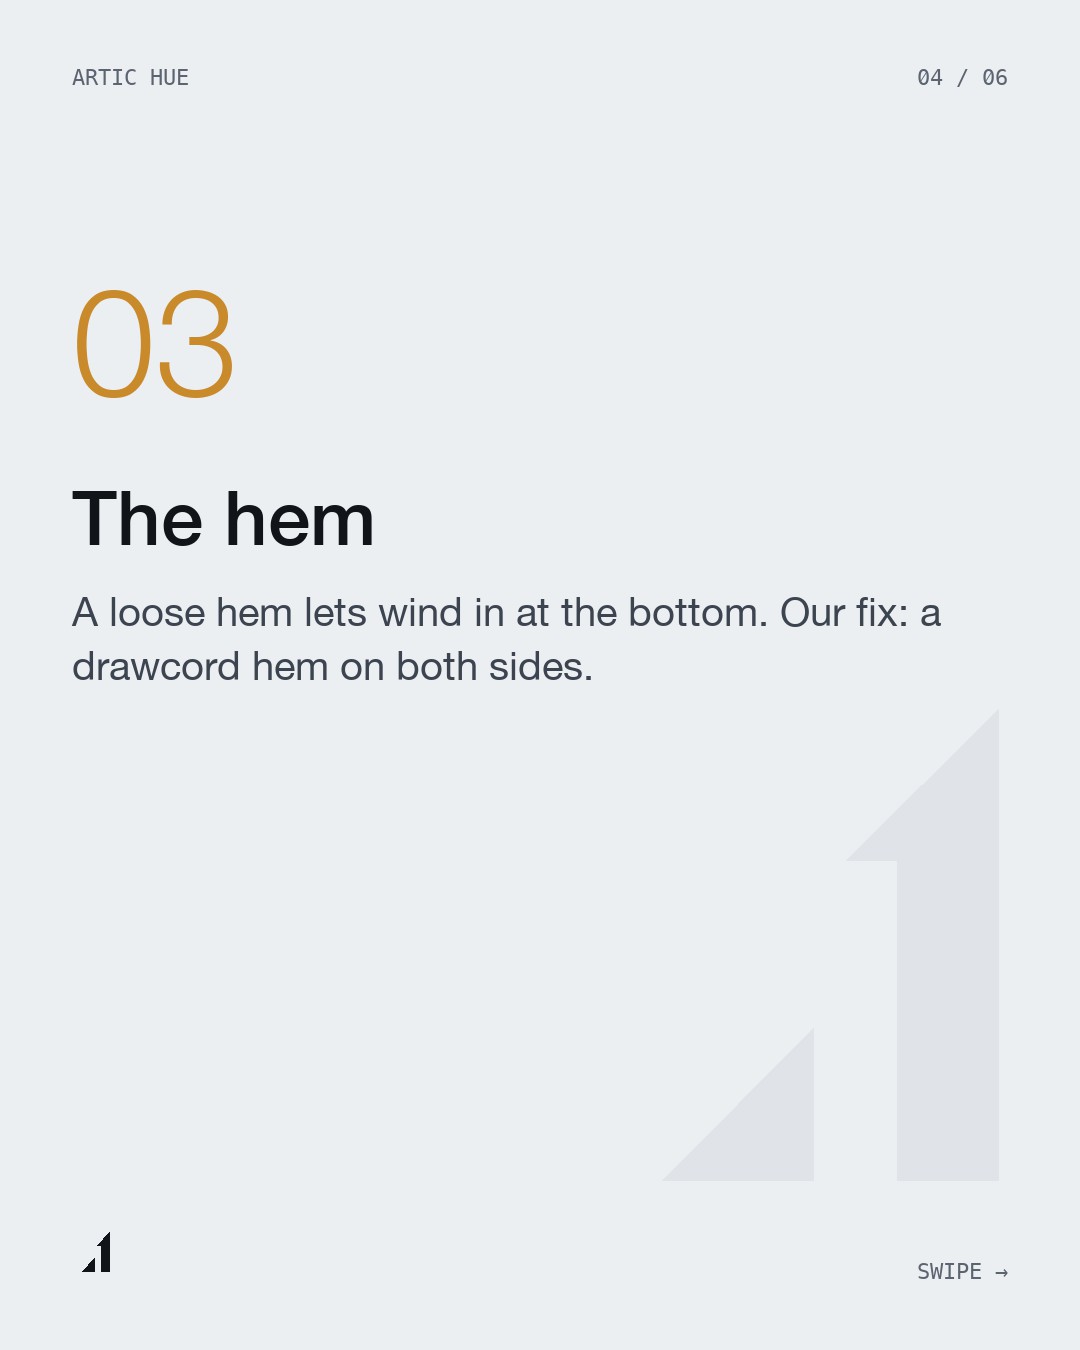 ARTIC HUE
04 / 06
03
The hem
A loose hem lets wind in at the bottom. Our fix: a
drawcord hem on both sides.
SWIPE →